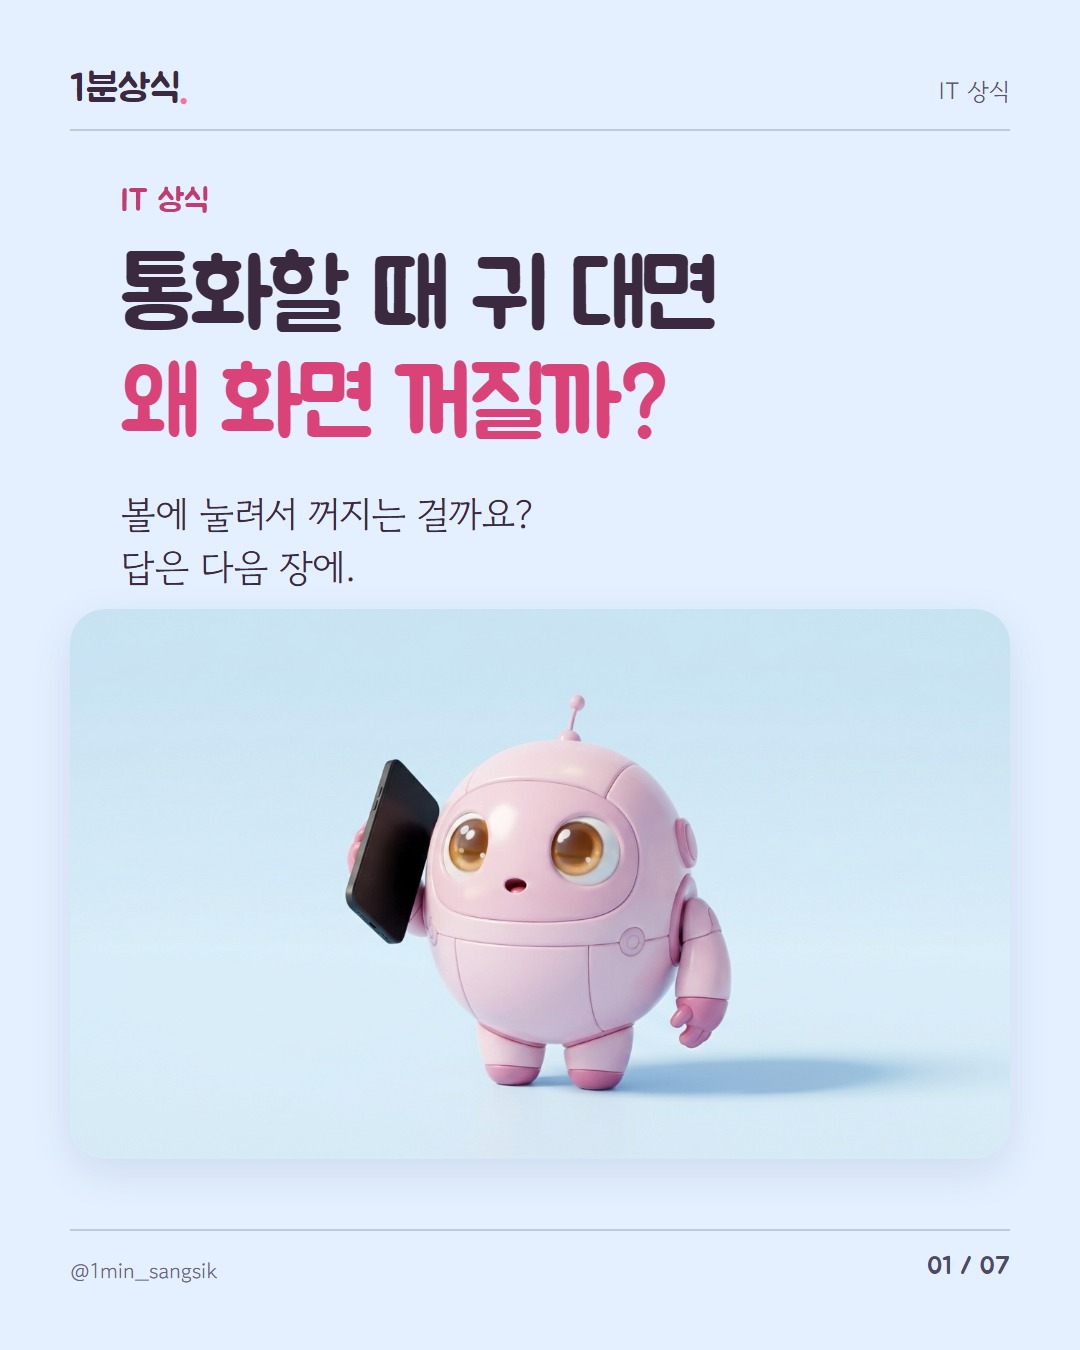 1분상식.
IT 상식
IT 상식
통화할 때 귀 대면
왜 화면 꺼질까?
볼에 눌려서 꺼지는 걸까요?
답은 다음 장에.
@1min_sangsik
01 / 07